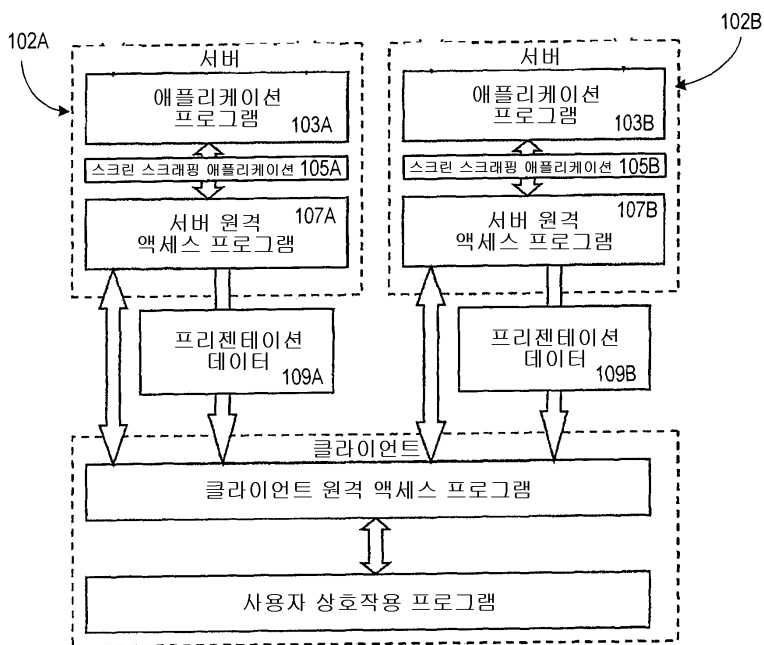 102A
서버
애플리케이션
프로그램
103A
스크린 스크래핑 애플리케이션 105A
107A
서버 원격
액세스 프로그램
프리젠테이션
데이터
109A
102B
서버
애플리케이션
프로그램
103B
스크린 스크래핑 애플리케이션 105B
107B
서버 원격
액세스 프로그램
프리젠테이션
데이터
109B
클라이언트
클라이언트 원격 액세스 프로그램
사용자 상호작용 프로그램